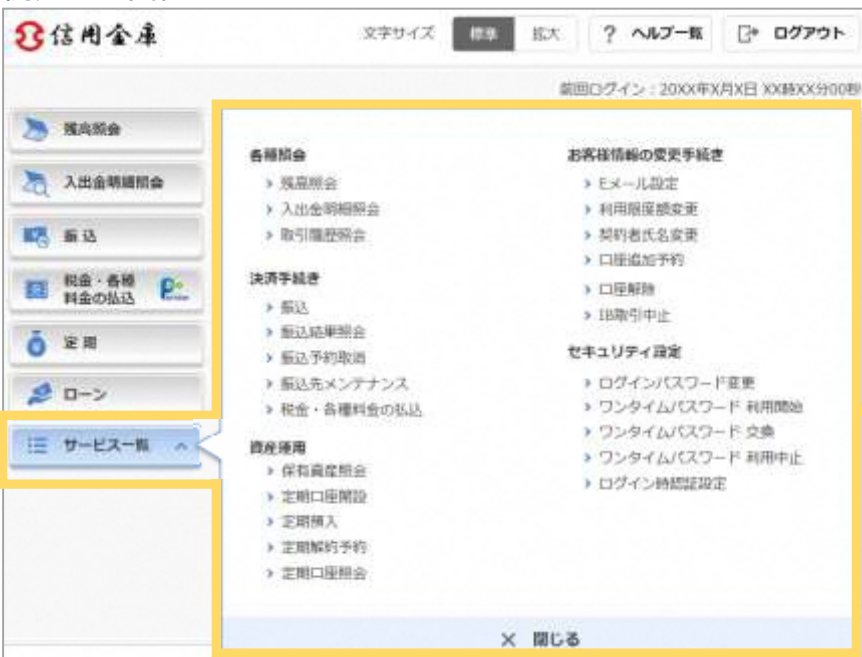 信用金庫
文字サイズ 標準 拡大 ? ヘルプ一覧 ログアウト
前回ログイン：20XX年X月X日 XX時XX分00秒
残高照会
入出金明細照会
振込
税金・各種
料金の払込
定期
ローン
サービス一覧
各種照会
残高照会
入出金明細照会
取引履歴照会
決済手続き
振込
振込結果照会
振込予約取消
振込先メンテナンス
税金・各種料金の払込
資産運用
保有資産照会
定期口座開設
定期預入
定期解約予約
定期口座照会
お客様情報の変更手続き
Eメール設定
利用限度額変更
契約者氏名変更
口座追加予約
口座解除
IB取引中止
セキュリティ設定
ログインパスワード変更
ワンタイムパスワード 利用開始
ワンタイムパスワード 交換
ワンタイムパスワード 利用中止
ログイン時認証設定
× 閉じる